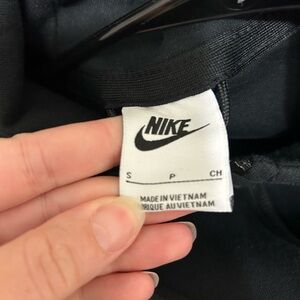 NIKE
S P CH
MADE IN VIETNAM
RIQUE AU VIETNAM